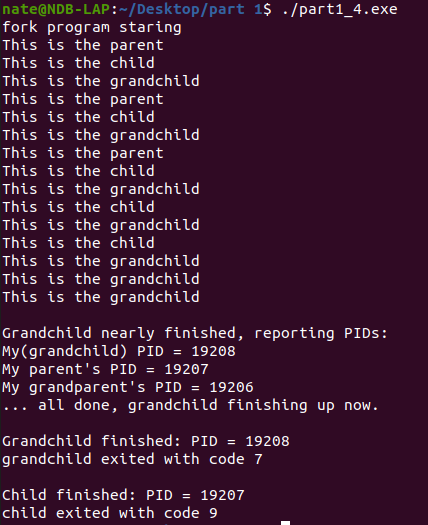 nate@NDB-LAP:~/Desktop/part 1$ ./part1_4.exe
fork program staring
This is the parent
This is the child
This is the grandchild
This is the parent
This is the child
This is the grandchild
This is the parent
This is the child
This is the grandchild
This is the child
This is the grandchild
This is the child
This is the grandchild
This is the grandchild
This is the grandchild

Grandchild nearly finished, reporting PIDs:
My(grandchild) PID = 19208
My parent's PID = 19207
My grandparent's PID = 19206
... all done, grandchild finishing up now.

Grandchild finished: PID = 19208
grandchild exited with code 7

Child finished: PID = 19207
child exited with code 9